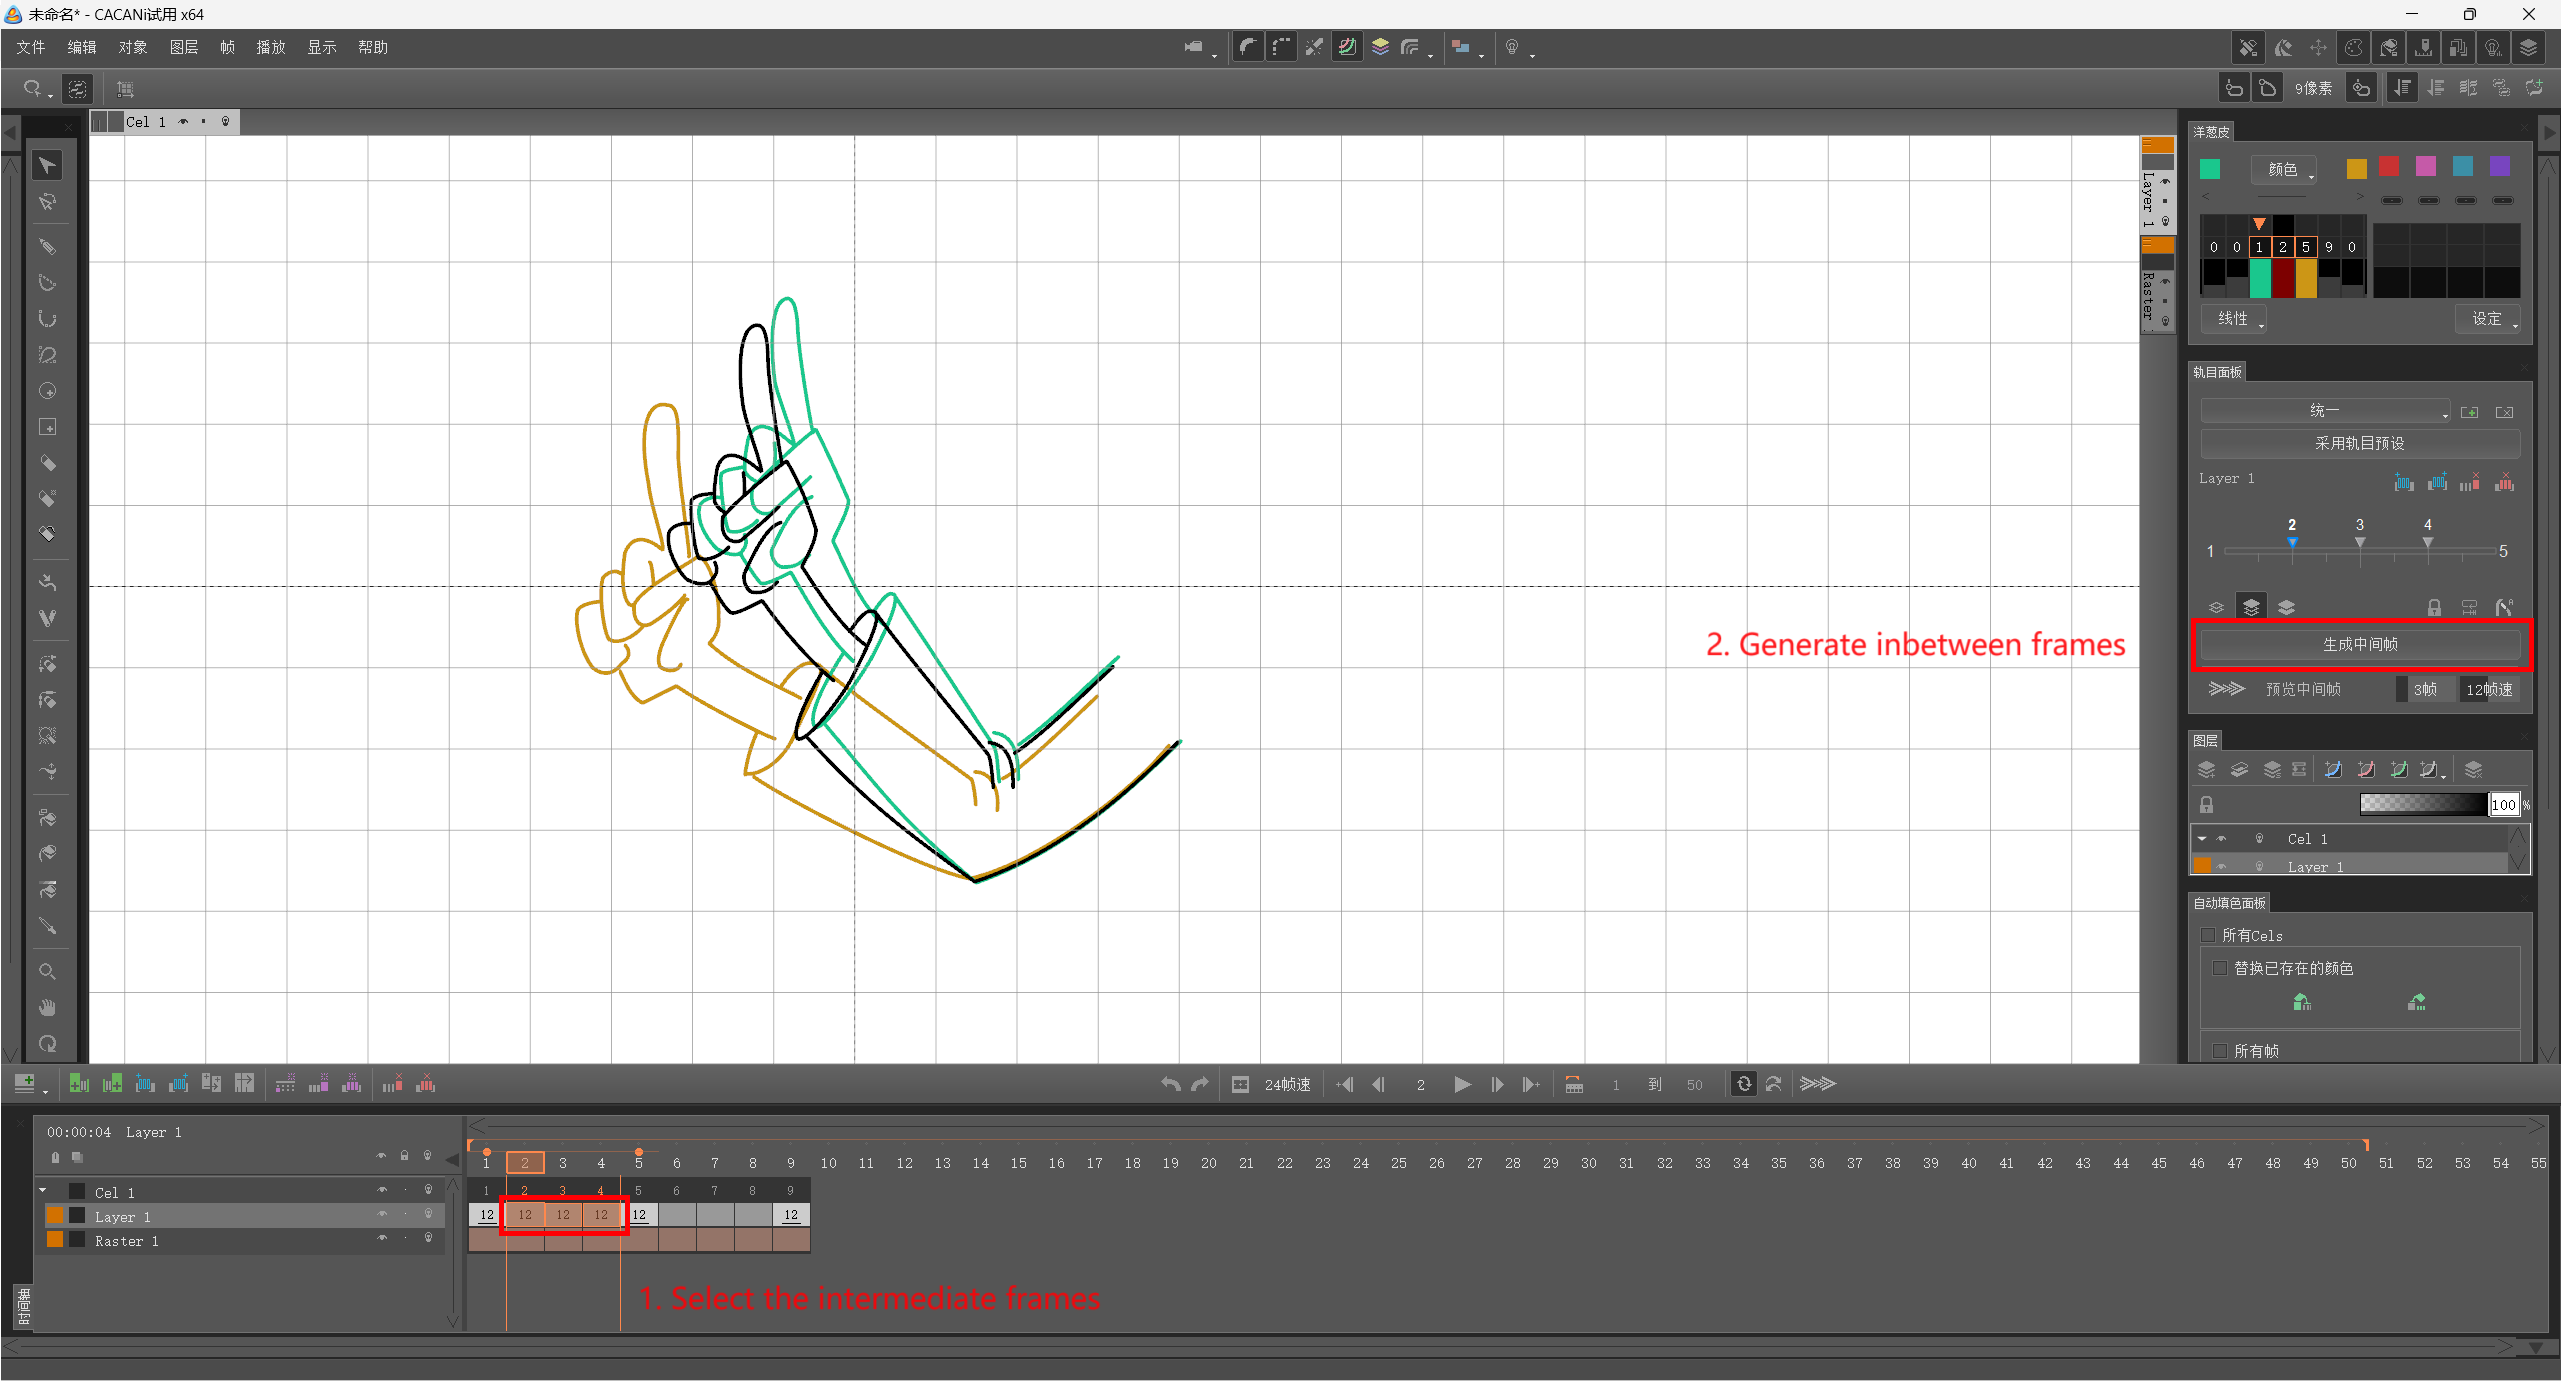 未命名* - CACANi试用 x64
文件 编辑 对象 图层 帧 播放 显示 帮助
9像素
Cel 1
Layer 1
Raster
洋葱皮
颜色
0 0 1 2 5 9 0
线性 设定
轨目面板
统一
采用轨目预设
Layer 1
2 3 4
1 5
2. Generate inbetween frames
生成中间帧
预览中间帧 3帧 12帧速
图层
100 %
Cel 1
Layer 1
自动填色面板
所有Cels
替换已存在的颜色
所有帧
24帧速 2 1 到 50
00:00:04 Layer 1
1 2 3 4 5 6 7 8 9 10 11 12 13 14 15 16 17 18 19 20 21 22 23 24 25 26 27 28 29 30 31 32 33 34 35 36 37 38 39 40 41 42 43 44 45 46 47 48 49 50 51 52 53 54 55
Cel 1 1 2 3 4 5 6 7 8 9
Layer 1 12 12 12 12 12 12
Raster 1
时间轴
1. Select the intermediate frames